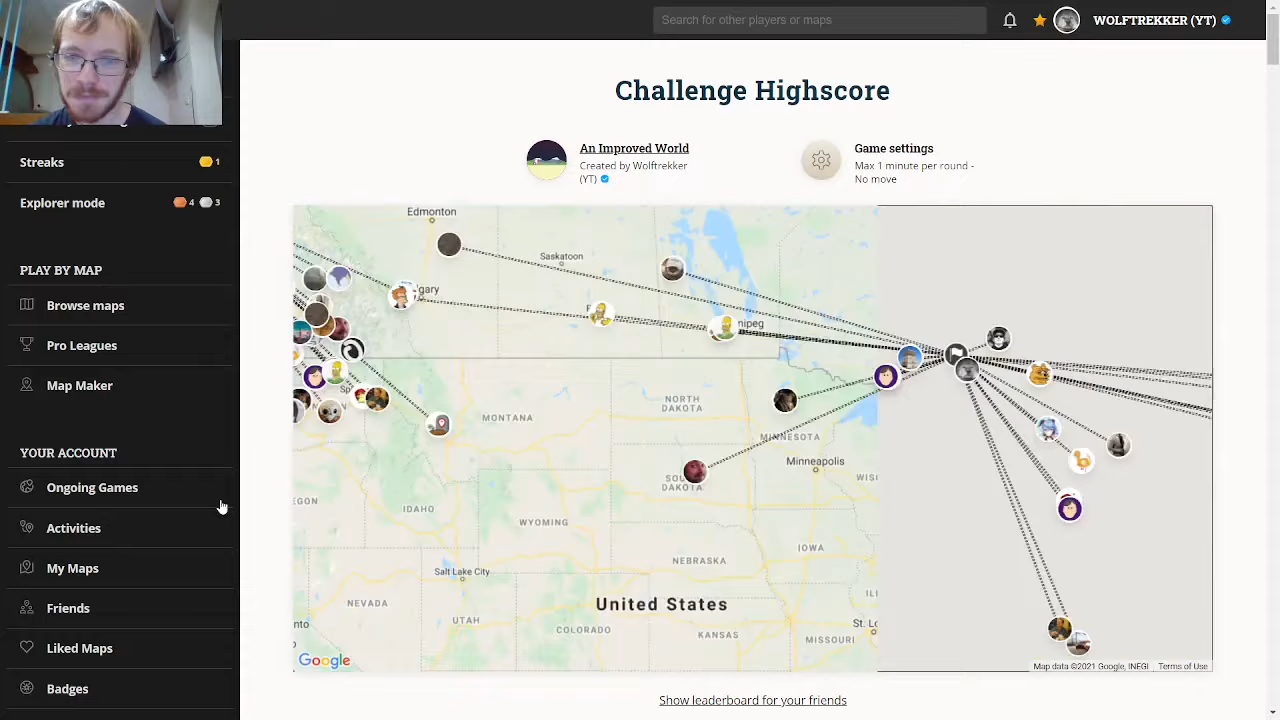 Search for other players or maps
WOLFTREKKER (YT)
Streaks
1
Explorer mode
4
3
PLAY BY MAP
Browse maps
Pro Leagues
Map Maker
YOUR ACCOUNT
Ongoing Games
Activities
My Maps
Friends
Liked Maps
Badges
Challenge Highscore
An Improved World
Created by Wolftrekker
(YT)
Game settings
Max 1 minute per round -
No move
Edmonton
Saskatoon
gary
nipeg
MONTANA
NORTH
DAKOTA
MINNESOTA
Minneapolis
SOU
DAKOTA
WIS
EGON
IDAHO
WYOMING
IOWA
NEBRASKA
Salt Lake City
NEVADA
UTAH
United States
ILL
nto
COLORADO
KANSAS
MISSOURI
St. Lo
Google
Map data ©2021 Google, INEGI
Terms of Use
Show leaderboard for your friends